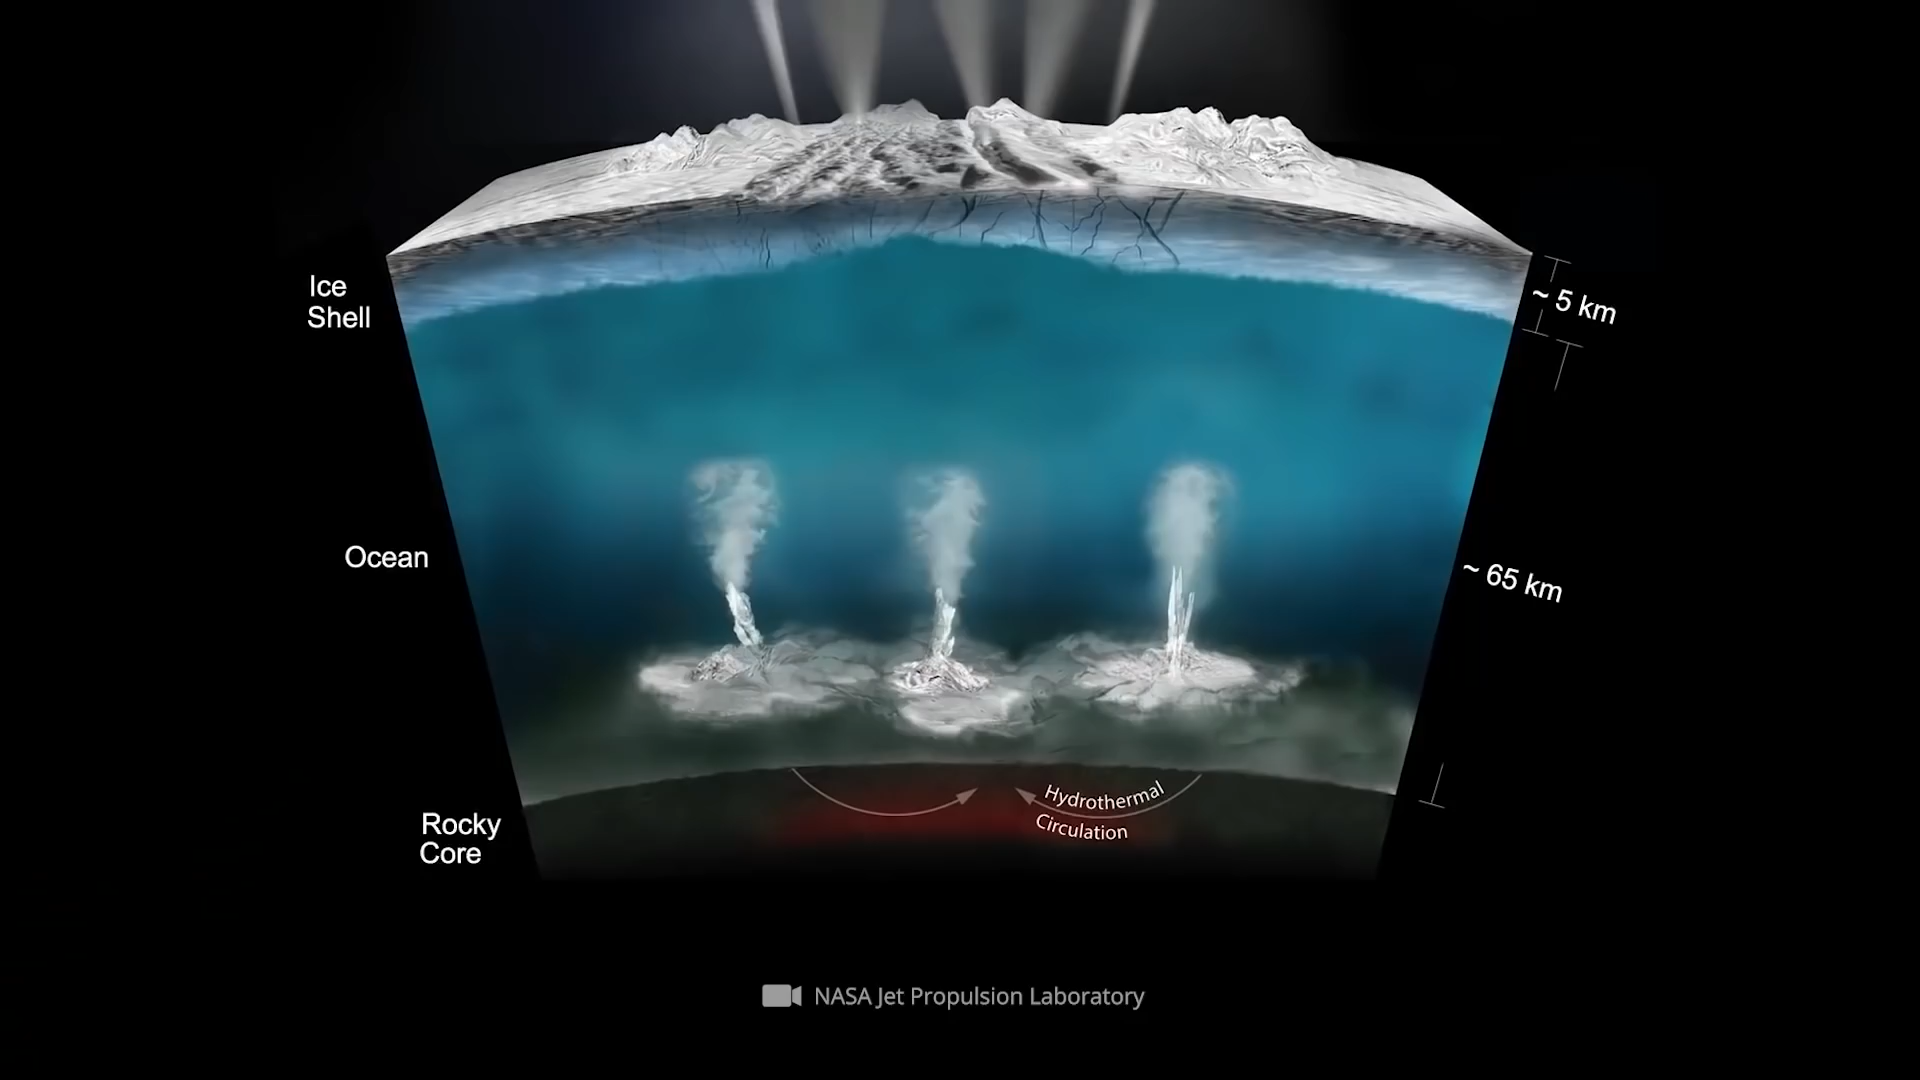 Ice
Shell
~ 5 km
Ocean
~ 65 km
Hydrothermal
Circulation
Rocky
Core
NASA Jet Propulsion Laboratory